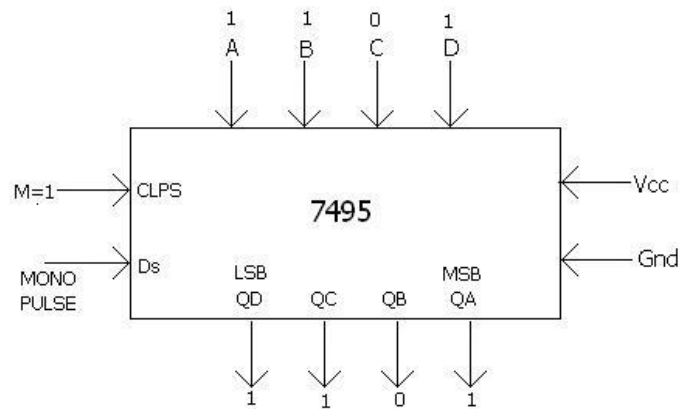 1 1 0 1
A B C D
M=1 CLPS
7495
Vcc
MONO
PULSE
Ds
LSB MSB
QD QC QB QA
Gnd
1 1 0 1